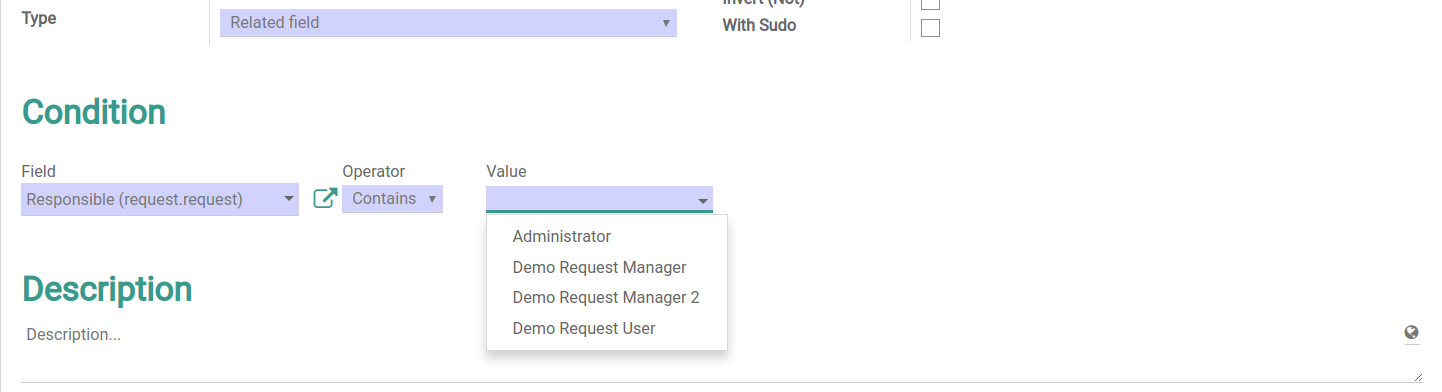 Invert (Not)
Type Related field
With Sudo
Condition
Field Operator Value
Responsible (request.request) Contains
Administrator
Demo Request Manager
Demo Request Manager 2
Demo Request User
Description
Description...